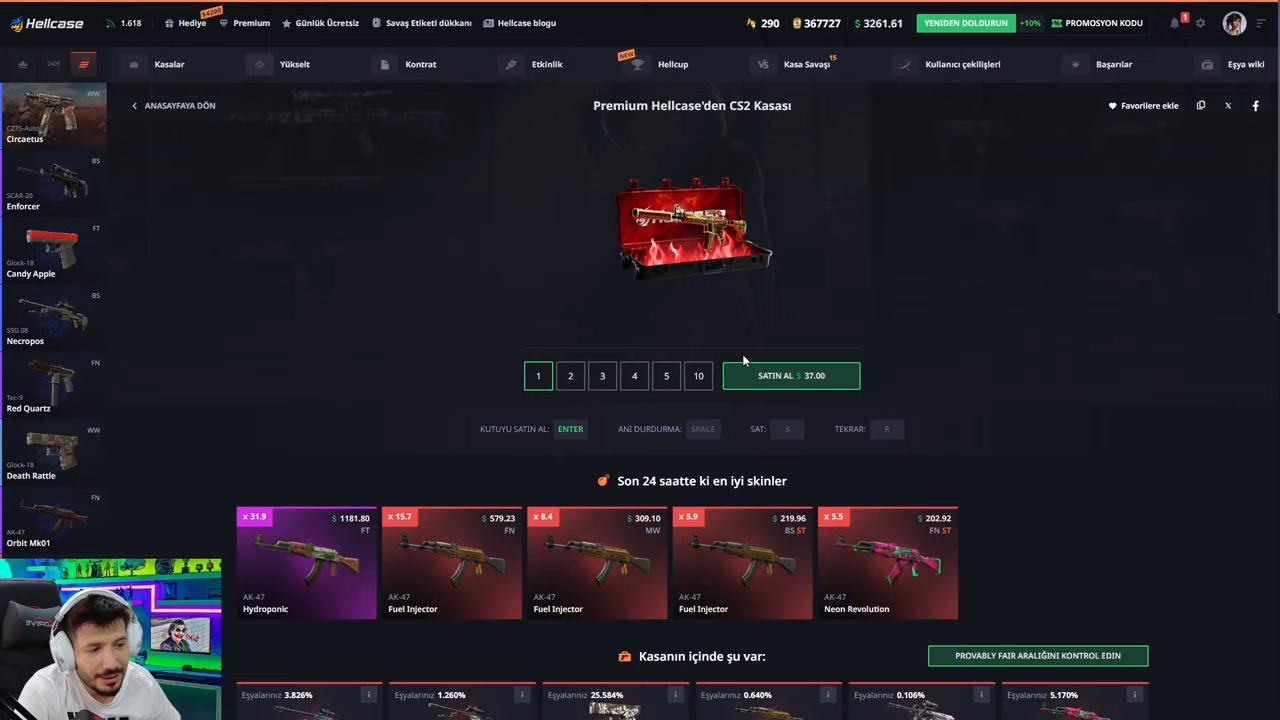 Hellcase
1.618
Hediye
$4200
Premium
Günlük Ücretsiz
Savaş Etiketi dükkanı
Hellcase blogu
290
367727
$ 3261.61
YENİDEN DOLDURUN
+10%
PROMOSYON KODU
1
24H
Kasalar
Yükselt
Kontrat
Etkinlik
NEW
Hellcup
VS
Kasa Savaşı
15
Kullanıcı çekilişleri
Başarılar
Eşya wiki
ANASAYFAYA DÖN
Premium Hellcase'den CS2 Kasası
Favorilere ekle
WW
CZ75-Auto
Circaetus
BS
SCAR-20
Enforcer
FT
Glock-18
Candy Apple
BS
SSG 08
Necropos
FN
Tec-9
Red Quartz
WW
Glock-18
Death Rattle
FN
AK-47
Orbit Mk01
1
2
3
4
5
10
SATIN AL $ 37.00
KUTUYU SATIN AL: ENTER
ANI DURDURMA: SPACE
SAT: S
TEKRAR: R
Son 24 saatte ki en iyi skinler
x 31.9
$ 1181.80
FT
AK-47
Hydroponic
x 15.7
$ 579.23
FN
AK-47
Fuel Injector
x 8.4
$ 309.10
MW
AK-47
Fuel Injector
x 5.9
$ 219.96
BS ST
AK-47
Fuel Injector
x 5.5
$ 202.92
FN ST
AK-47
Neon Revolution
Kasanın içinde şu var:
PROVABLY FAIR ARALIĞINI KONTROL EDIN
Eşyalarınız 3.826%
Eşyalarınız 1.260%
Eşyalarınız 25.584%
Eşyalarınız 0.640%
Eşyalarınız 0.106%
Eşyalarınız 5.170%